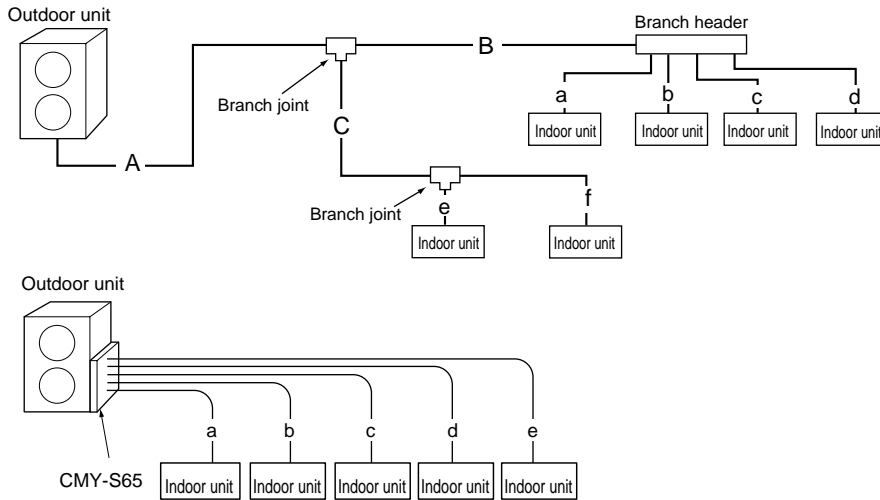 Outdoor unit
Branch header
B
Branch joint
a
b
c
d
Indoor unit
Indoor unit
Indoor unit
Indoor unit
C
A
Branch joint
e
f
Indoor unit
Indoor unit
Outdoor unit
a
b
c
d
e
CMY-S65
Indoor unit
Indoor unit
Indoor unit
Indoor unit
Indoor unit